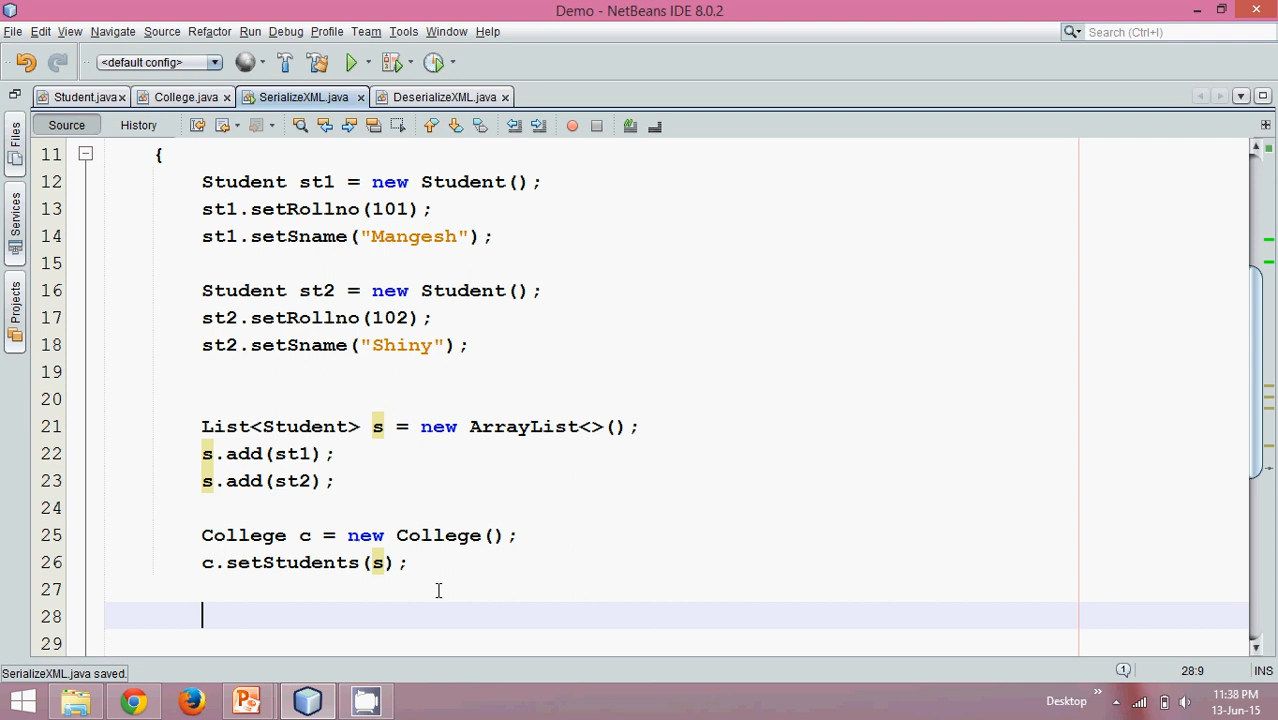 Demo - NetBeans IDE 8.0.2
File Edit View Navigate Source Refactor Run Debug Profile Team Tools Window Help
Search (Ctrl+I)
<default config>
Student.java College.java SerializeXML.java DeserializeXML.java
Source History
Files
Services
Projects
11 {
12 Student st1 = new Student();
13 st1.setRollno(101);
14 st1.setSname("Mangesh");
15
16 Student st2 = new Student();
17 st2.setRollno(102);
18 st2.setSname("Shiny");
19
20
21 List<Student> s = new ArrayList<>();
22 s.add(st1);
23 s.add(st2);
24
25 College c = new College();
26 c.setStudents(s);
27
28
29
SerializeXML.java saved.
1 28:9 INS
Desktop
11:38 PM
13-Jun-15